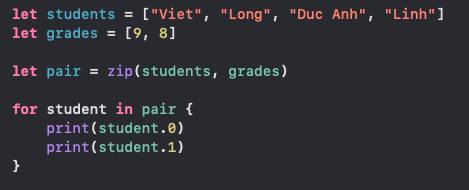 let students = ["Viet", "Long", "Duc Anh", "Linh"]
let grades = [9, 8]

let pair = zip(students, grades)

for student in pair {
    print(student.0)
    print(student.1)
}